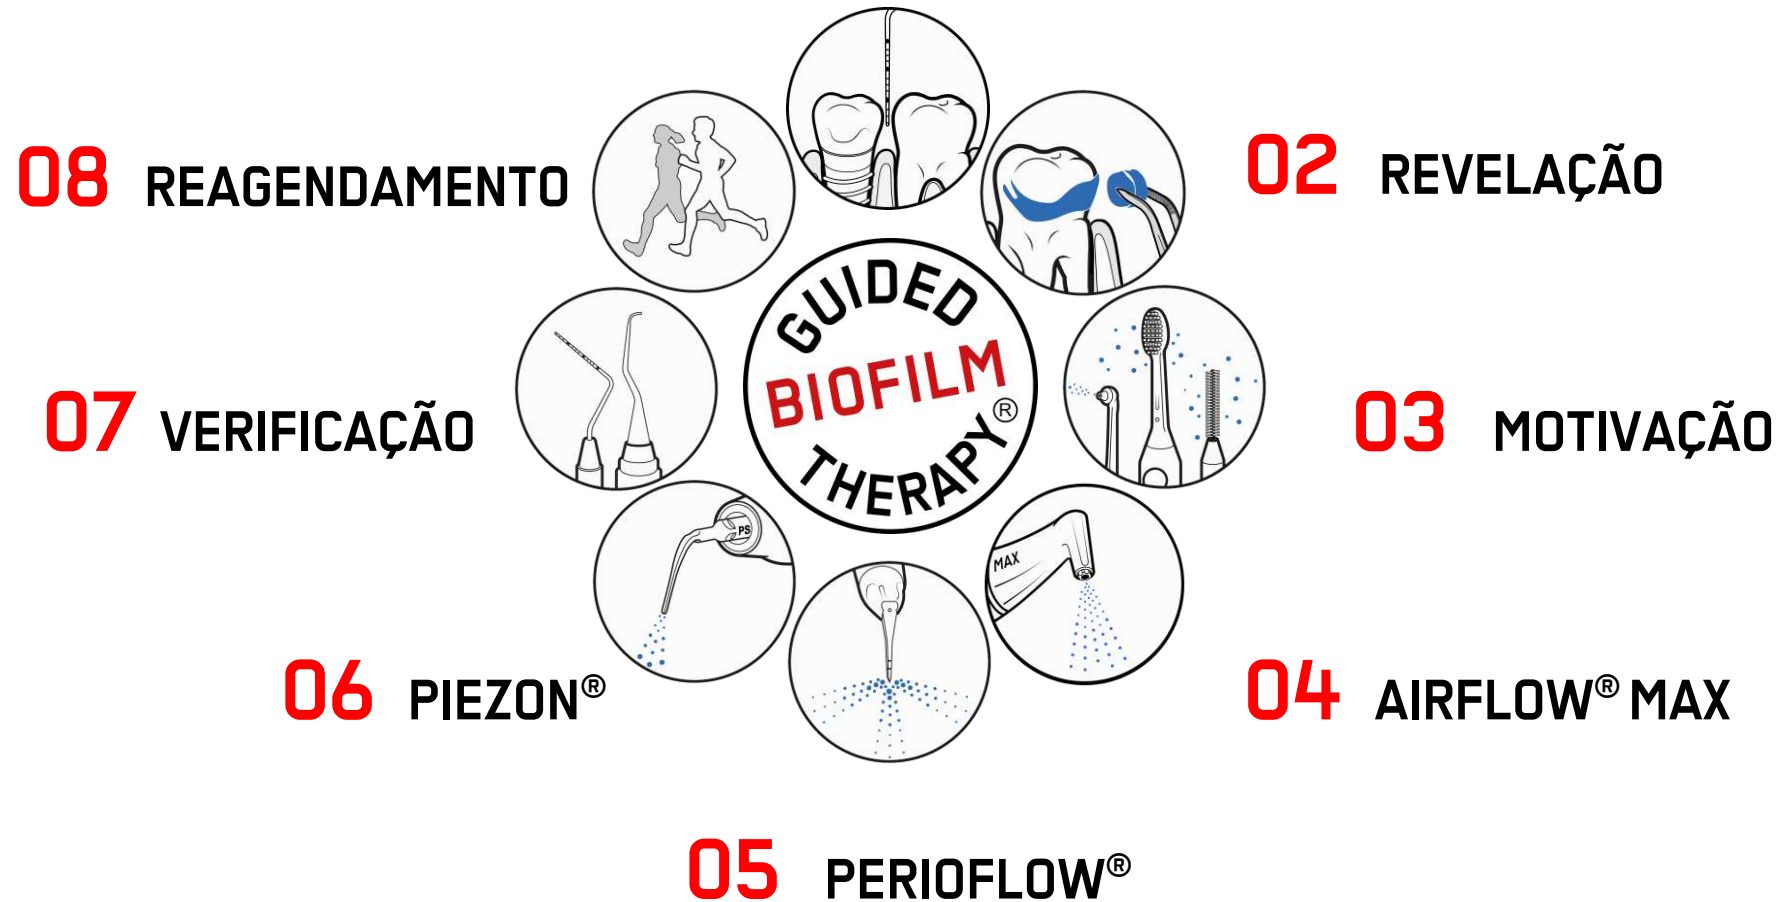 08 REAGENDAMENTO
02 REVELAÇÃO
GUIDED
BIOFILM
THERAPY®
07 VERIFICAÇÃO
03 MOTIVAÇÃO
PS
MAX
06 PIEZON®
04 AIRFLOW® MAX
05 PERIOFLOW®